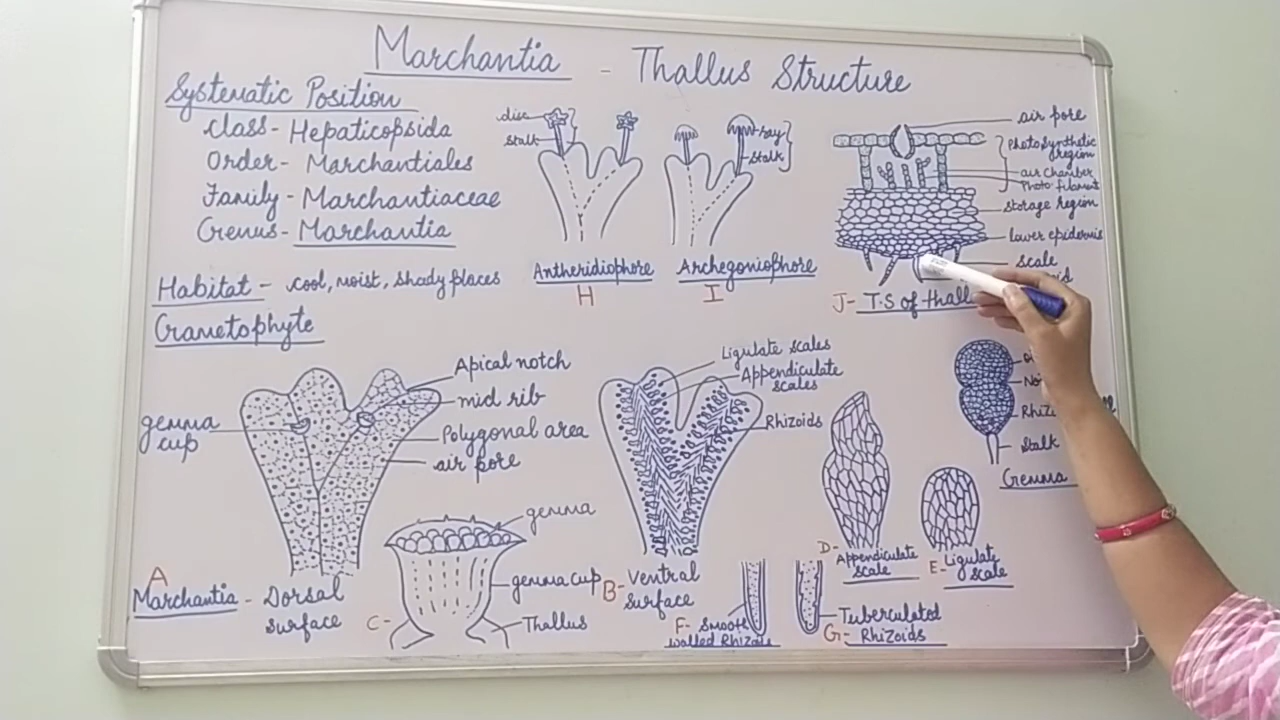 Marchantia - Thallus Structure
Systematic Position
Class - Hepaticopsida
Order - Marchantiales
Family - Marchantiaceae
Genus - Marchantia
Habitat - cool, moist, shady places
Gametophyte
disc
stalk
Antheridiophore
H
ray
stalk
Archegoniophore
I
air pore
Photosynthetic
region
air chamber
Photo. filament
Storage region
Lower epidermis
scale
J - T.S of thall
Apical notch
mid rib
Polygonal area
air pore
gemma
cup
A
Marchantia - Dorsal
surface
gemma
gemma cup
Thallus
C -
Ligulate scales
Appendiculate
scales
Rhizoids
B - Ventral
surface
D - Appendiculate
scale
E - Ligulate
scale
F - Smooth
walled Rhizoids
Tuberculated
G - Rhizoids
Stalk
Gemma